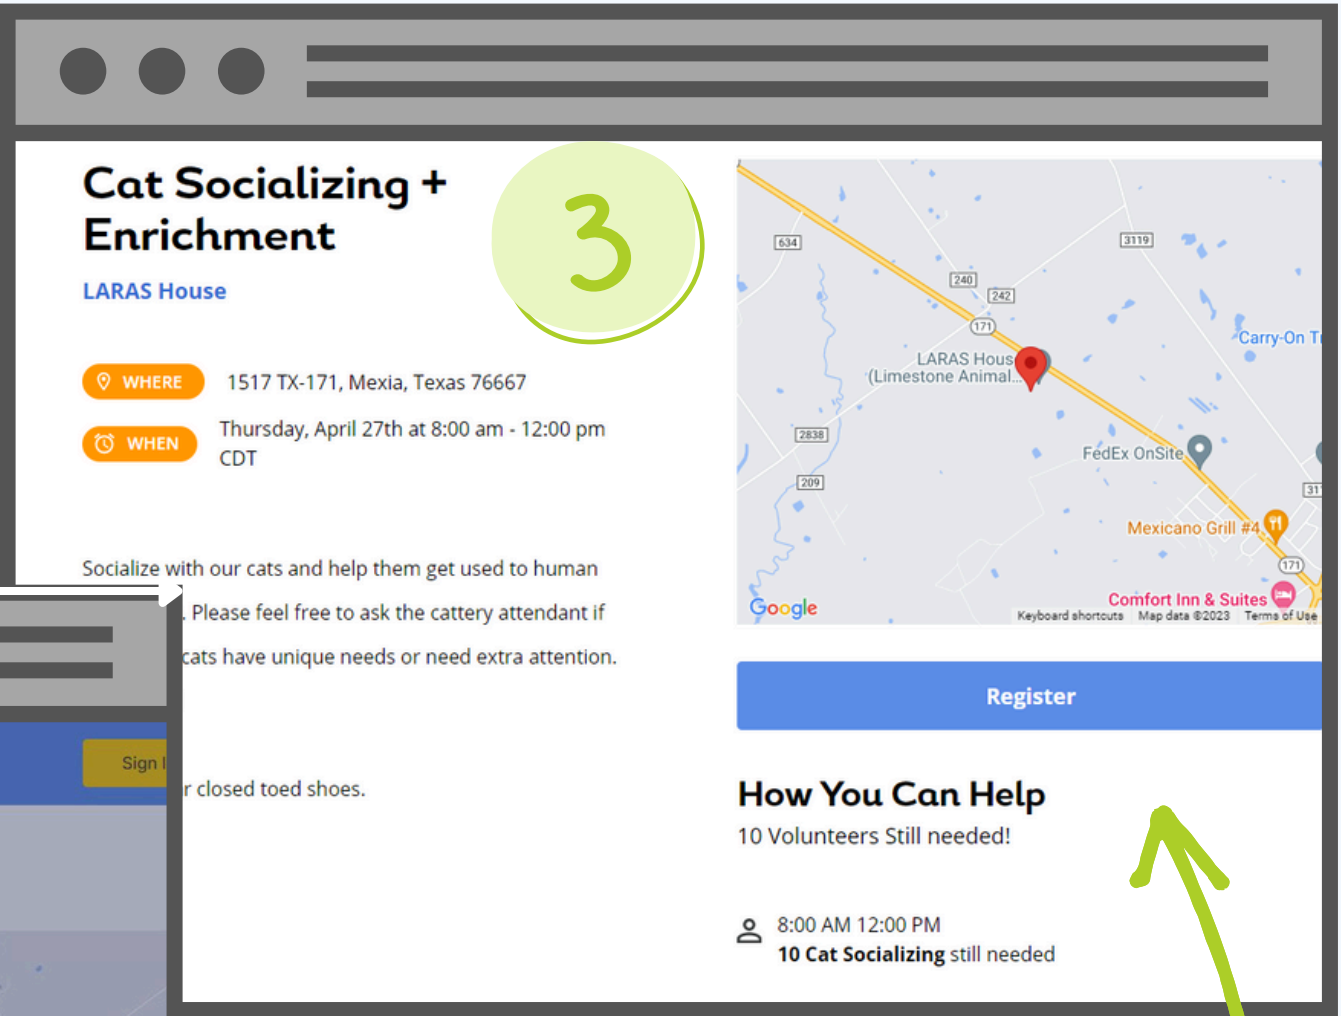 Cat Socializing +
Enrichment
3
LARAS House
WHERE
1517 TX-171, Mexia, Texas 76667
WHEN
Thursday, April 27th at 8:00 am - 12:00 pm
CDT
Socialize with our cats and help them get used to human
. Please feel free to ask the cattery attendant if
cats have unique needs or need extra attention.
closed toed shoes.
Sign
634
3119
240
242
171
Carry-On
LARAS Hous
(Limestone Animal...
2838
FedEx OnSite
209
31
Mexicano Grill #4
171
Comfort Inn & Suites
Google
Keyboard shortcuts
Map data ©2023
Terms of Use
Register
How You Can Help
10 Volunteers Still needed!
8:00 AM 12:00 PM
10 Cat Socializing still needed